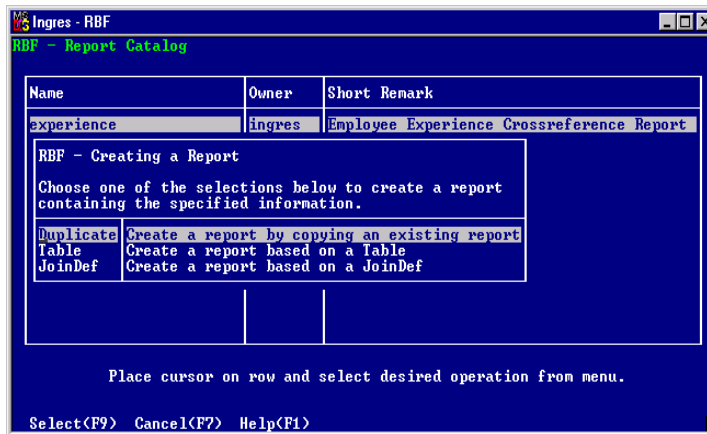 Ingres - RBF
RBF - Report Catalog
Name Owner Short Remark
experience ingres Employee Experience Crossreference Report
RBF - Creating a Report
Choose one of the selections below to create a report
containing the specified information.
Duplicate Create a report by copying an existing report
Table Create a report based on a Table
JoinDef Create a report based on a JoinDef
Place cursor on row and select desired operation from menu.
Select(F9) Cancel(F7) Help(F1)